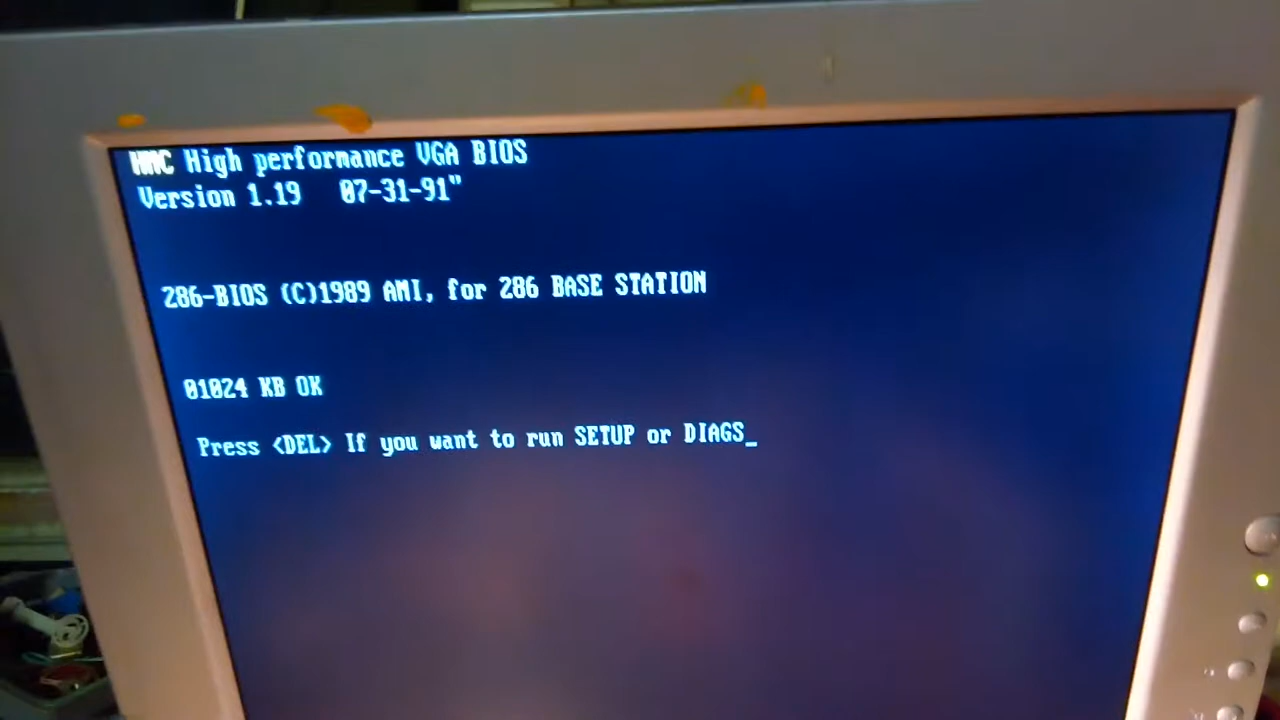 HMC High performance VGA BIOS
Version 1.19 07-31-91"
286-BIOS (C)1989 AMI, for 286 BASE STATION
01024 KB OK
Press <DEL> If you want to run SETUP or DIAGS_